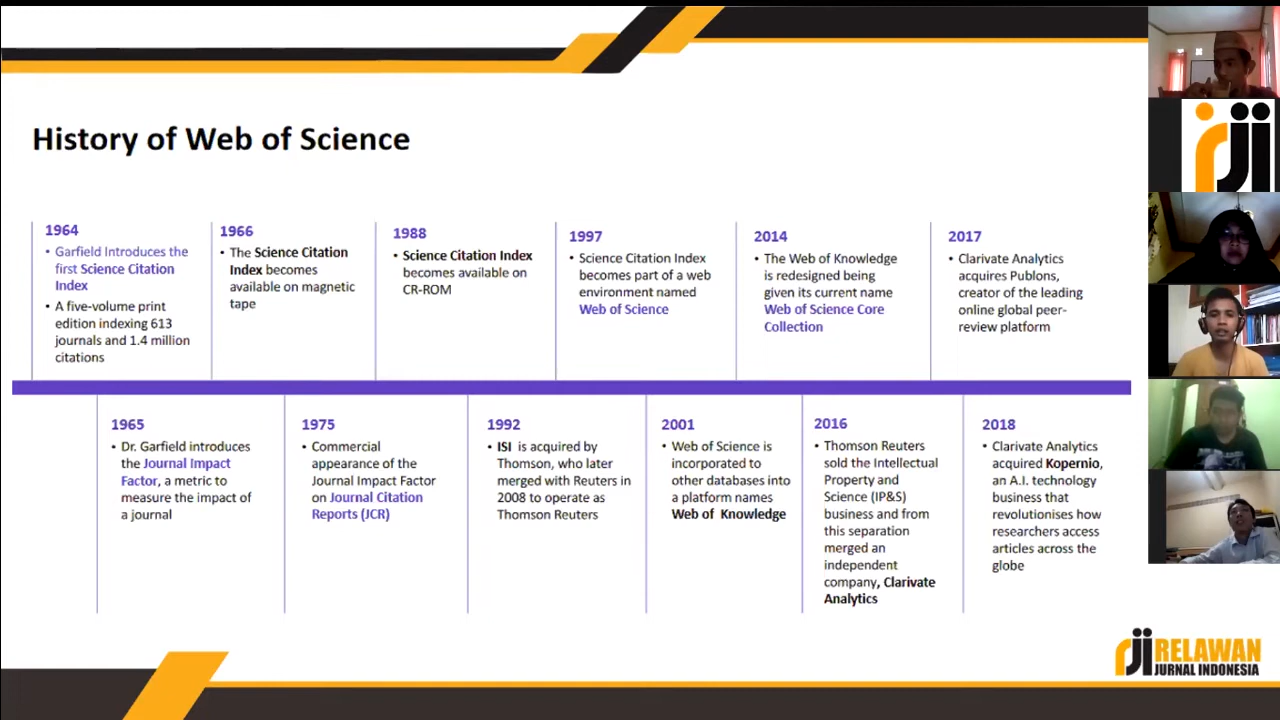 History of Web of Science
1964
• Garfield Introduces the
first Science Citation
Index
• A five-volume print
edition indexing 613
journals and 1.4 million
citations
1966
• The Science Citation
Index becomes
available on magnetic
tape
1988
• Science Citation Index
becomes available on
CR-ROM
1997
• Science Citation Index
becomes part of a web
environment named
Web of Science
2014
• The Web of Knowledge
is redesigned being
given its current name
Web of Science Core
Collection
2017
• Clarivate Analytics
acquires Publons,
creator of the leading
online global peer-
review platform
1965
• Dr. Garfield introduces
the Journal Impact
Factor, a metric to
measure the impact of
a journal
1975
• Commercial
appearance of the
Journal Impact Factor
on Journal Citation
Reports (JCR)
1992
• ISI is acquired by
Thomson, who later
merged with Reuters in
2008 to operate as
Thomson Reuters
2001
• Web of Science is
incorporated to
other databases into
a platform names
Web of Knowledge
2016
• Thomson Reuters
sold the Intellectual
Property and
Science (IP&S)
business and from
this separation
merged an
independent
company, Clarivate
Analytics
2018
• Clarivate Analytics
acquired Kopernio,
an A.I. technology
business that
revolutionises how
researchers access
articles across the
globe
rji
rji RELAWAN
JURNAL INDONESIA